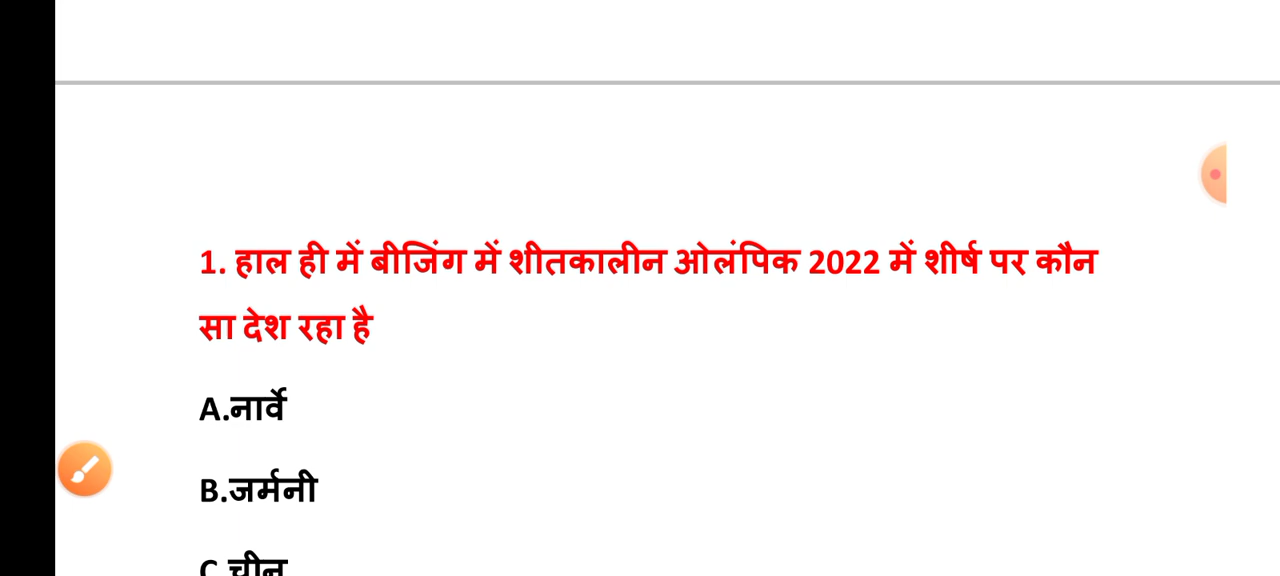 1. हाल ही में बीजिंग में शीतकालीन ओलंपिक 2022 में शीर्ष पर कौन
सा देश रहा है
A.नार्वे
B.जर्मनी
C.चीन